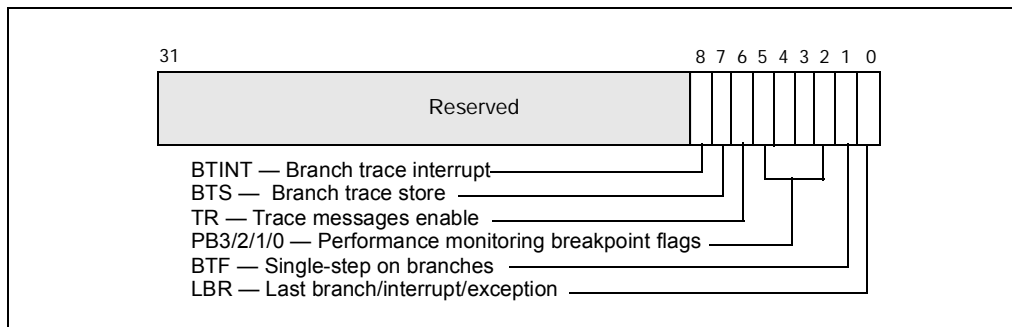 31 8 7 6 5 4 3 2 1 0
Reserved
BTINT — Branch trace interrupt
BTS — Branch trace store
TR — Trace messages enable
PB3/2/1/0 — Performance monitoring breakpoint flags
BTF — Single-step on branches
LBR — Last branch/interrupt/exception